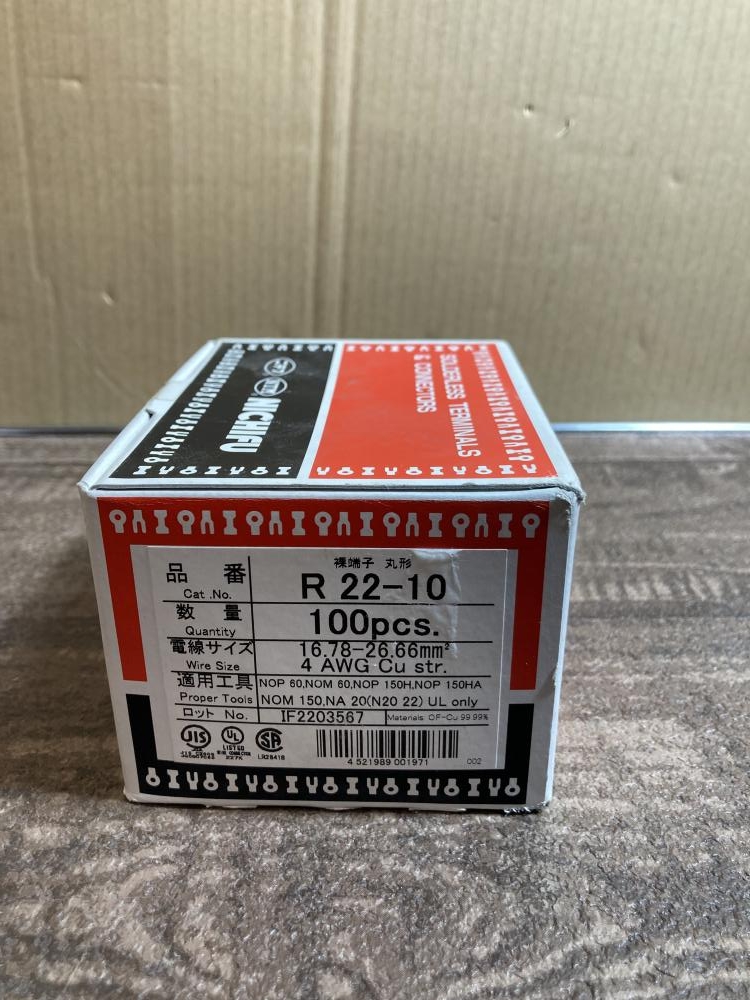 NICHIFU
SOLDERLESS TERMINALS
& CONNECTORS
裸端子 丸形
品番 R 22-10
Cat .No.
数量 100pcs.
Quantity
電線サイズ 16.78-26.66mm²
Wire Size 4 AWG Cu str.
適用工具 NOP 60,NOM 60,NOP 150H,NOP 150HA
Proper Tools NOM 150,NA 20(N20 22) UL only
ロット No. IF2203567 Materials OF-Cu 99.99%
JIS UL SA
LISTED
227K LR28418
4 521989 001971 002